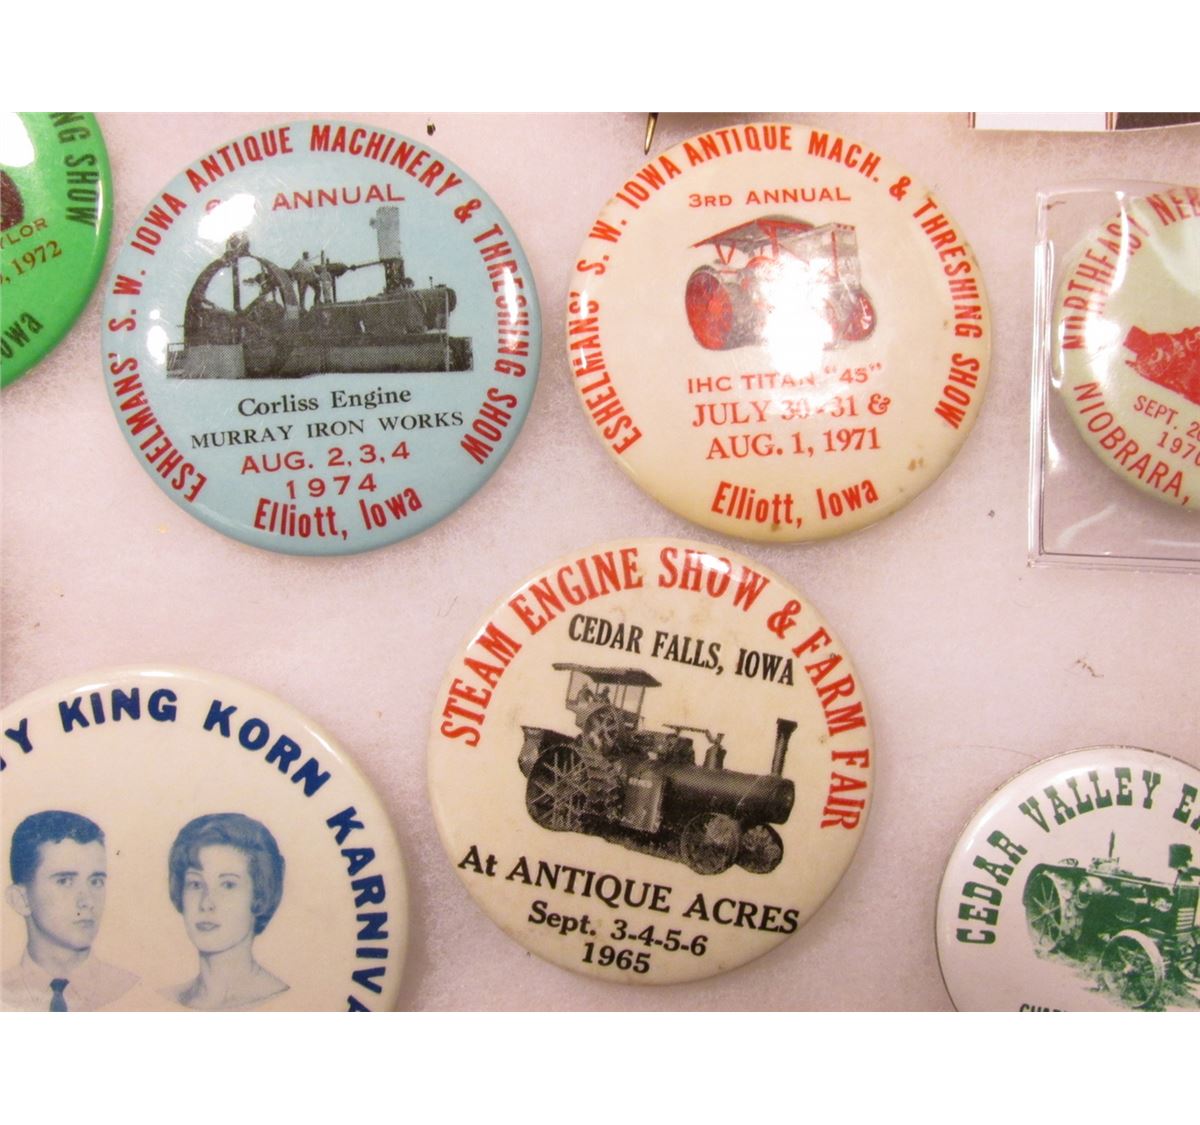 NG SHOW
YLOR
, 1972
owa
ESHELMANS' S. W. IOWA ANTIQUE MACHINERY & THRESHING SHOW
ANNUAL
Corliss Engine
MURRAY IRON WORKS
AUG. 2, 3, 4
1974
Elliott, Iowa
ESHELMANS' S. W. IOWA ANTIQUE MACH. & THRESHING SHOW
3RD ANNUAL
IHC TITAN "45"
JULY 30-31 &
AUG. 1, 1971
Elliott, Iowa
NORTHEAST NE
SEPT. 2
1970
NIOBRARA,
STEAM ENGINE SHOW & FARM FAIR
CEDAR FALLS, IOWA
At ANTIQUE ACRES
Sept. 3-4-5-6
1965
Y KING KORN KARNIVA
CEDAR VALLEY E